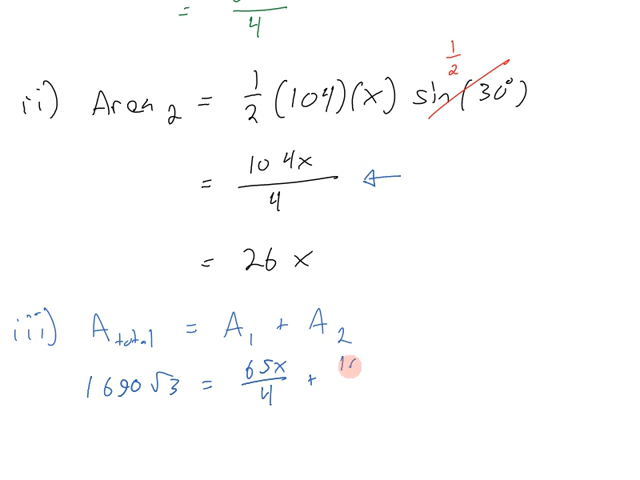 = 4
ii) Area 2 = 1/2 (104)(x) sin(30°) 1/2
= 104x/4 ←
= 26 x
iii) A total = A1 + A2
1690√3 = 65x/4 + 1